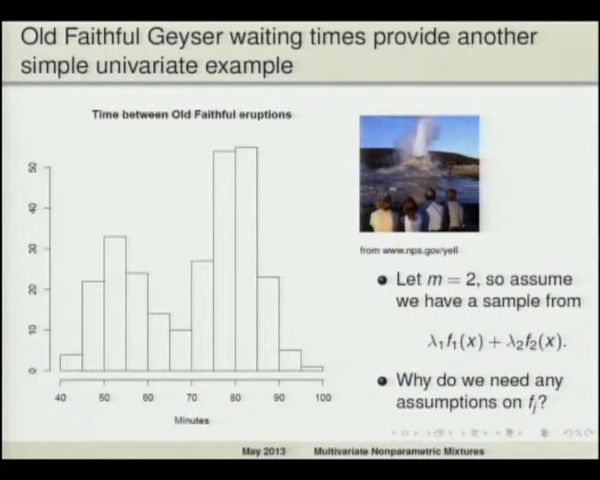 Old Faithful Geyser waiting times provide another
simple univariate example
Time between Old Faithful eruptions
50
40
30
20
10
0
40 50 60 70 80 90 100
Minutes
from www.nps.gov/yell
Let m = 2, so assume
we have a sample from
λ₁f₁(x) + λ₂f₂(x).
Why do we need any
assumptions on fⱼ?
May 2013 Multivariate Nonparametric Mixtures